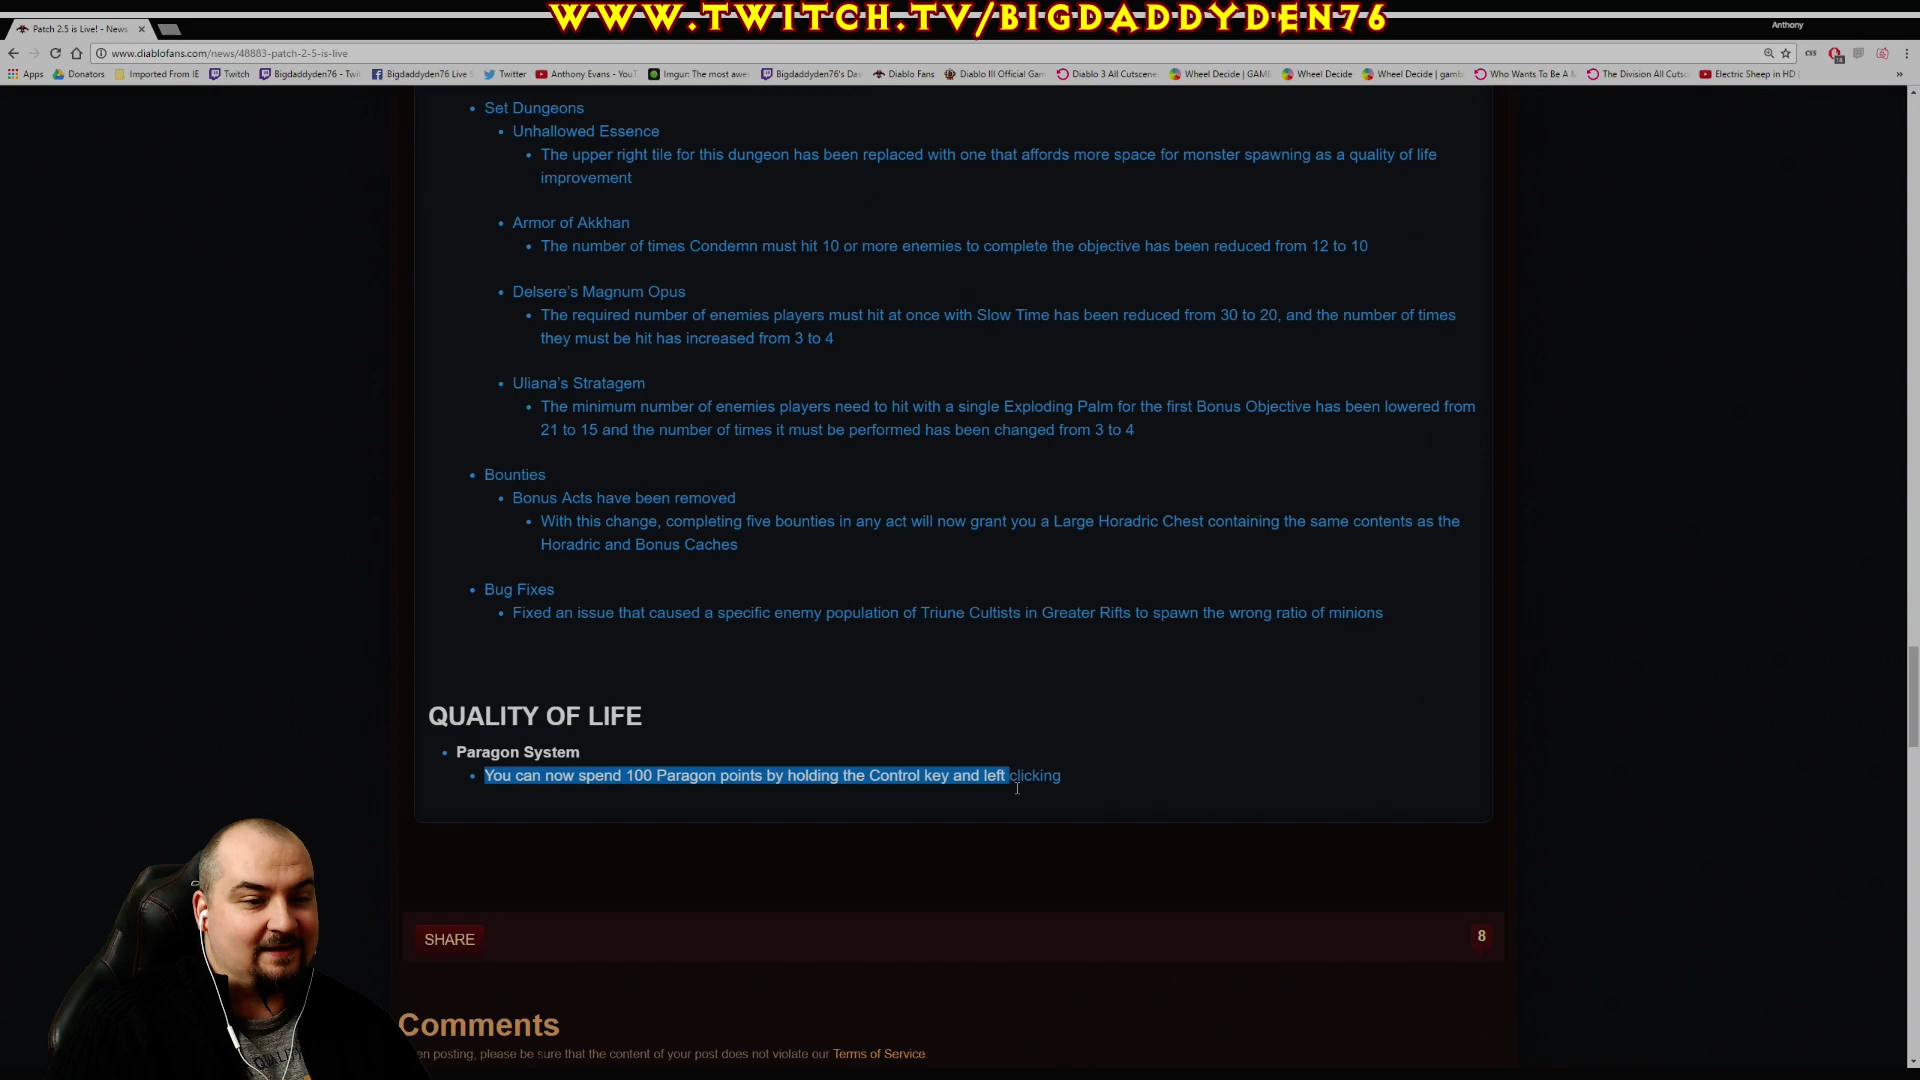 WWW.TWITCH.TV/BIGDADDYDEN76
Patch 2.5 is Live! - News
Anthony
www.diablofans.com/news/48883-patch-2-5-is-live
css
18
Apps Donators Imported From IE Twitch Bigdaddyden76 - Twi Bigdaddyden76 Live S Twitter Anthony Evans - YouT Imgur: The most awe Bigdaddyden76's Das Diablo Fans Diablo III Official Gam Diablo 3 All Cutscene Wheel Decide | GAME Wheel Decide Wheel Decide | gambl Who Wants To Be A M The Division All Cutsc Electric Sheep in HD (
Set Dungeons
Unhallowed Essence
The upper right tile for this dungeon has been replaced with one that affords more space for monster spawning as a quality of life
improvement
Armor of Akkhan
The number of times Condemn must hit 10 or more enemies to complete the objective has been reduced from 12 to 10
Delsere's Magnum Opus
The required number of enemies players must hit at once with Slow Time has been reduced from 30 to 20, and the number of times
they must be hit has increased from 3 to 4
Uliana's Stratagem
The minimum number of enemies players need to hit with a single Exploding Palm for the first Bonus Objective has been lowered from
21 to 15 and the number of times it must be performed has been changed from 3 to 4
Bounties
Bonus Acts have been removed
With this change, completing five bounties in any act will now grant you a Large Horadric Chest containing the same contents as the
Horadric and Bonus Caches
Bug Fixes
Fixed an issue that caused a specific enemy population of Triune Cultists in Greater Rifts to spawn the wrong ratio of minions
QUALITY OF LIFE
Paragon System
You can now spend 100 Paragon points by holding the Control key and left clicking
SHARE
8
Comments
en posting, please be sure that the content of your post does not violate our Terms of Service.